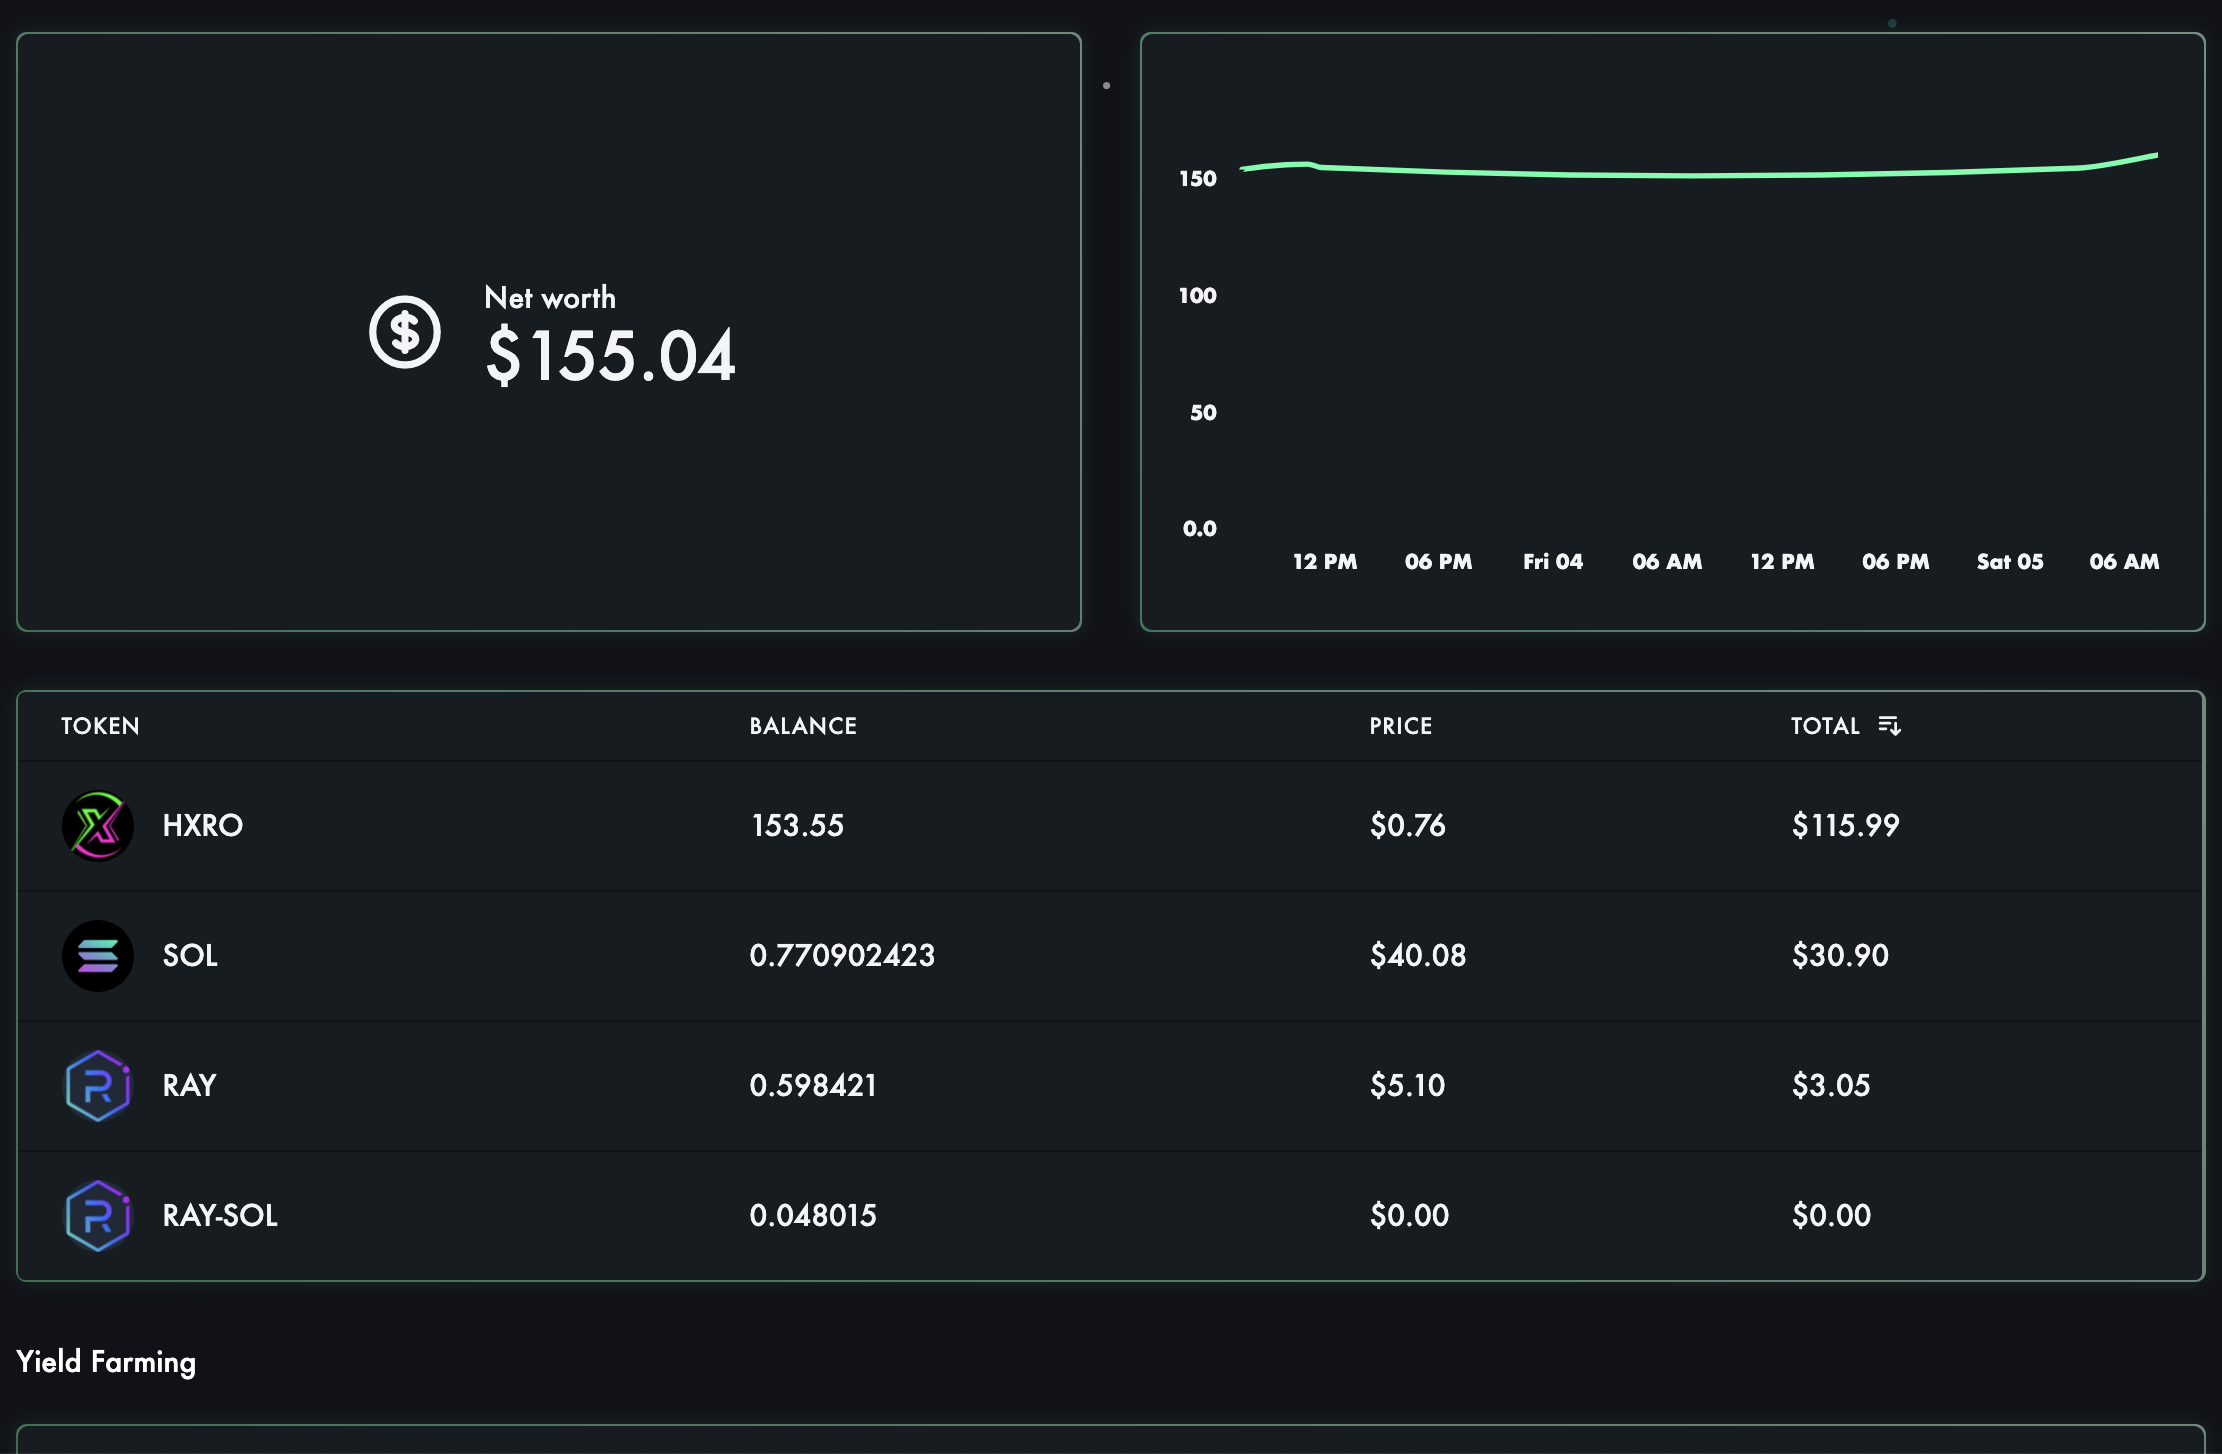 Net worth
$155.04
150
100
50
0.0
12 PM 06 PM Fri 04 06 AM 12 PM 06 PM Sat 05 06 AM
TOKEN BALANCE PRICE TOTAL
HXRO 153.55 $0.76 $115.99
SOL 0.770902423 $40.08 $30.90
RAY 0.598421 $5.10 $3.05
RAY-SOL 0.048015 $0.00 $0.00
Yield Farming